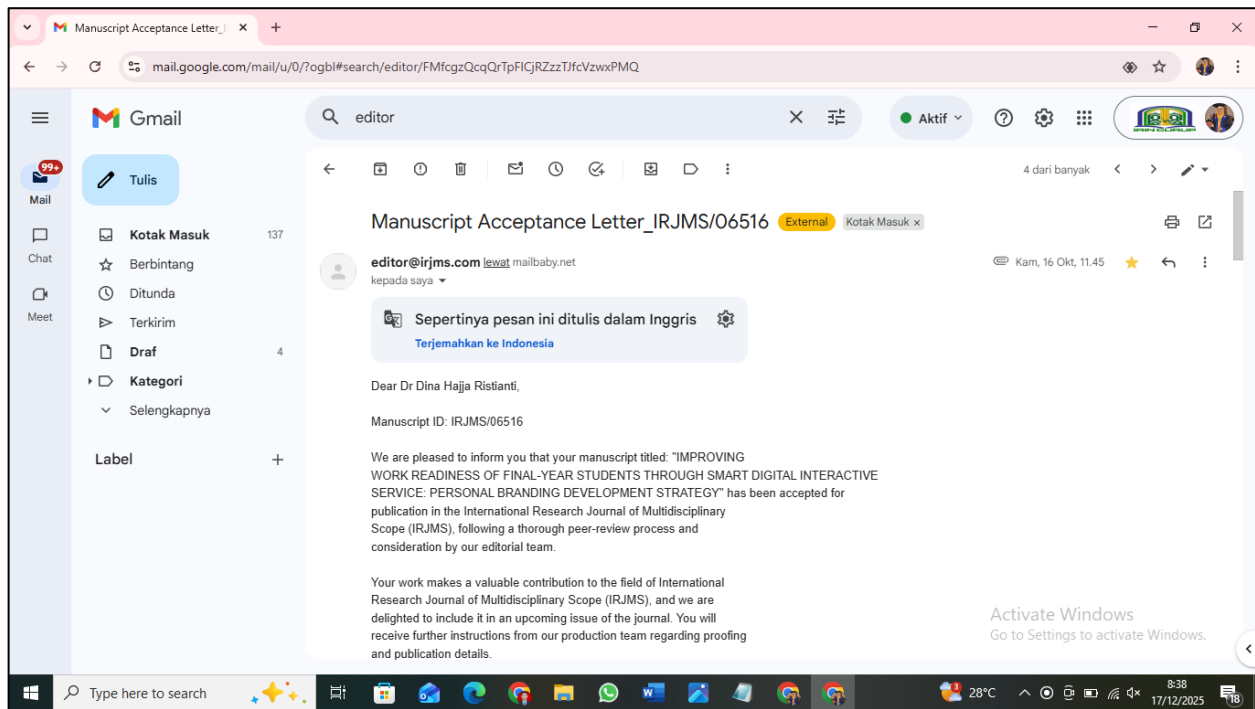 Manuscript Acceptance Letter_I
mail.google.com/mail/u/0/?ogbl#search/editor/FMfcgzQcqQrTpFlCjRZzzTJfcVzwxPMQ
Gmail
editor
Aktif
IAIN CURUP
99+
Mail
Chat
Meet
Tulis
Kotak Masuk 137
Berbintang
Ditunda
Terkirim
Draf 4
Kategori
Selengkapnya
Label
4 dari banyak
Manuscript Acceptance Letter_IRJMS/06516 External Kotak Masuk ×
editor@irjms.com lewat mailbaby.net
Kam, 16 Okt, 11.45
kepada saya
Sepertinya pesan ini ditulis dalam Inggris
Terjemahkan ke Indonesia
Dear Dr Dina Hajja Ristianti,
Manuscript ID: IRJMS/06516
We are pleased to inform you that your manuscript titled: "IMPROVING
WORK READINESS OF FINAL-YEAR STUDENTS THROUGH SMART DIGITAL INTERACTIVE
SERVICE: PERSONAL BRANDING DEVELOPMENT STRATEGY" has been accepted for
publication in the International Research Journal of Multidisciplinary
Scope (IRJMS), following a thorough peer-review process and
consideration by our editorial team.
Your work makes a valuable contribution to the field of International
Research Journal of Multidisciplinary Scope (IRJMS), and we are
delighted to include it in an upcoming issue of the journal. You will
receive further instructions from our production team regarding proofing
and publication details.
Activate Windows
Go to Settings to activate Windows.
Type here to search
28°C
8:38
17/12/2025
18